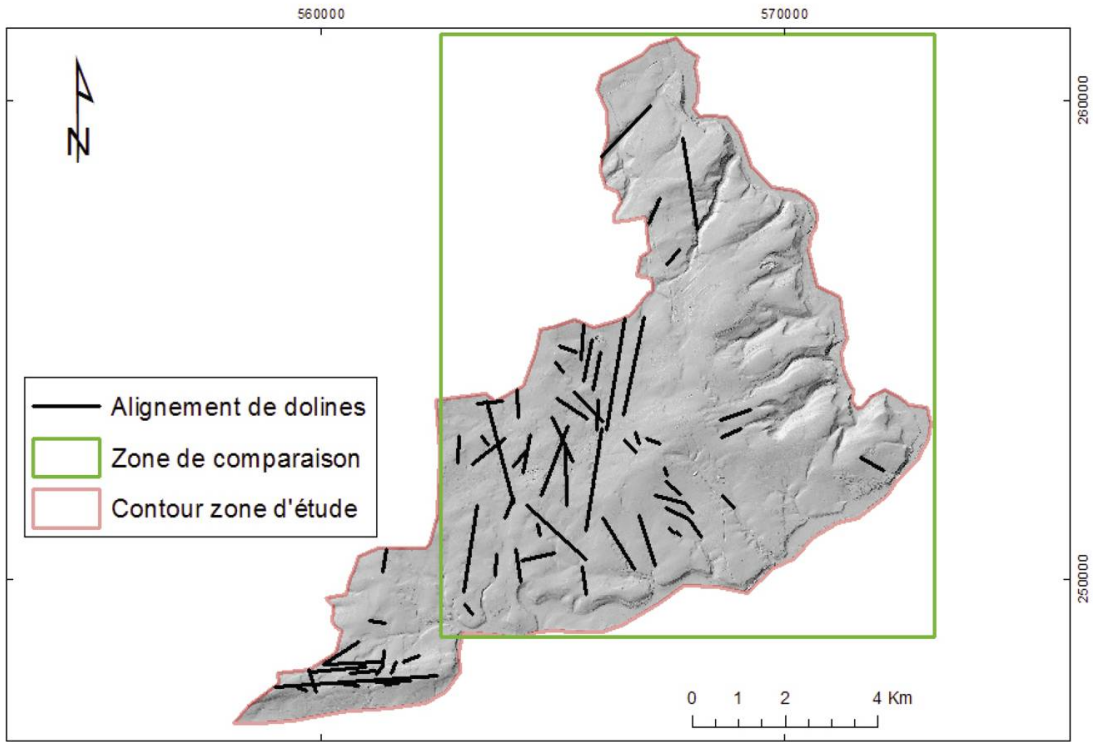 560000
570000
260000
N
Alignement de dolines
Zone de comparaison
Contour zone d'étude
250000
0 1 2 4 Km